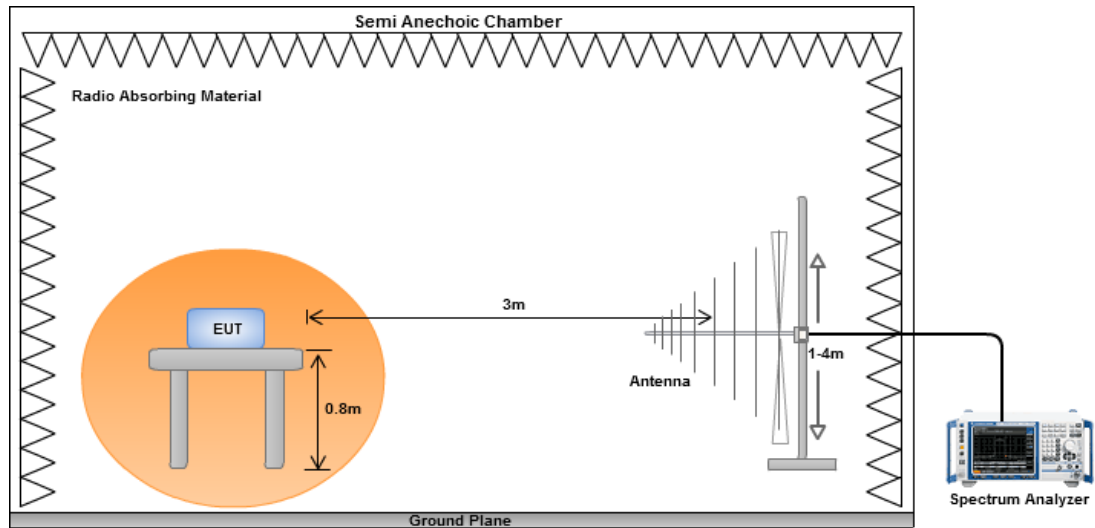 Semi Anechoic Chamber
Radio Absorbing Material
3m
EUT
1-4m
Antenna
0.8m
Spectrum Analyzer
Ground Plane